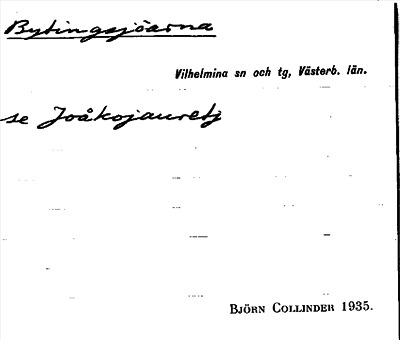 Bytingsjöarna
Vilhelmina sn och tg, Västerb. län.
se Joåkojauretj
BJÖRN COLLINDER 1935.